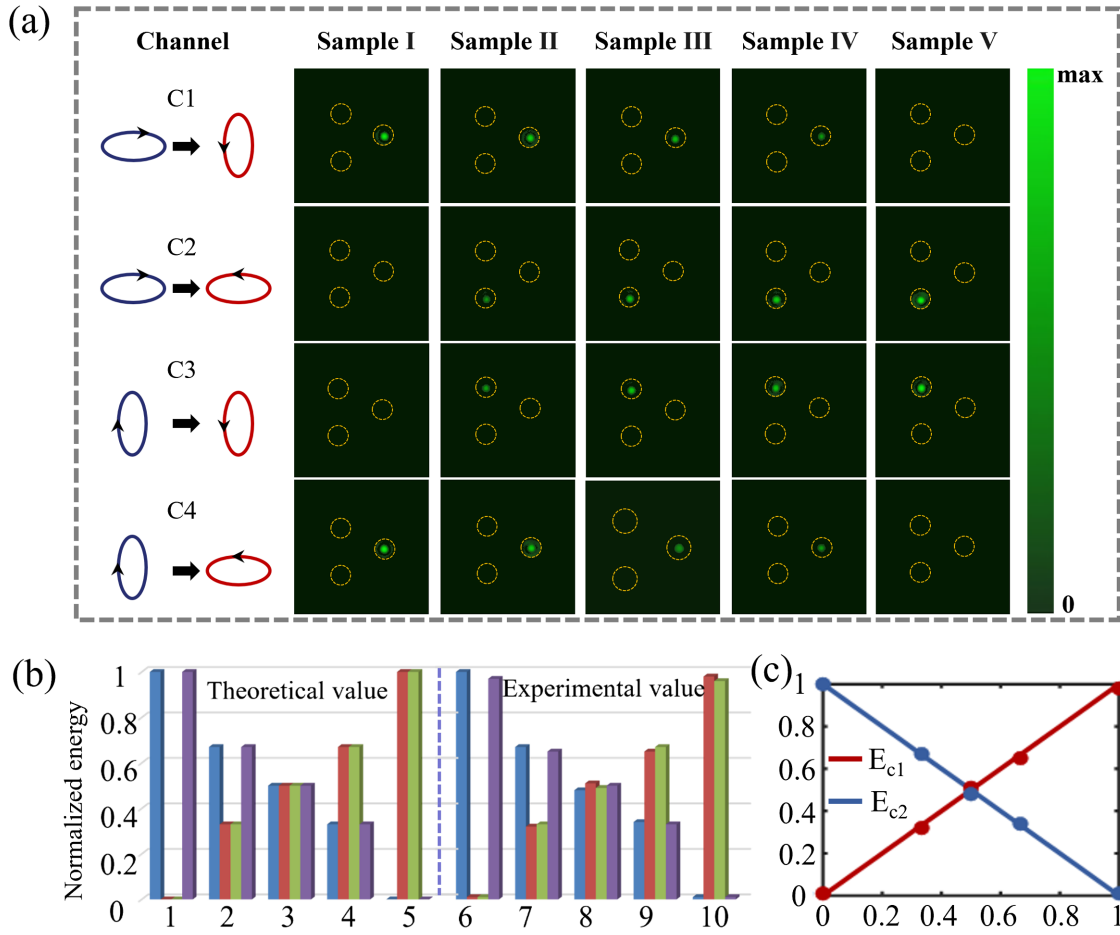 (a)
Channel Sample I Sample II Sample III Sample IV Sample V
max
C1
C2
C3
C4
0
(b)
Normalized energy
1
0.8
0.6
0.4
0.2
0
Theoretical value Experimental value
1 2 3 4 5 6 7 8 9 10
(c)
1
0.8
0.6
0.4
0.2
0
Ec1
Ec2
0 0.2 0.4 0.6 0.8 1